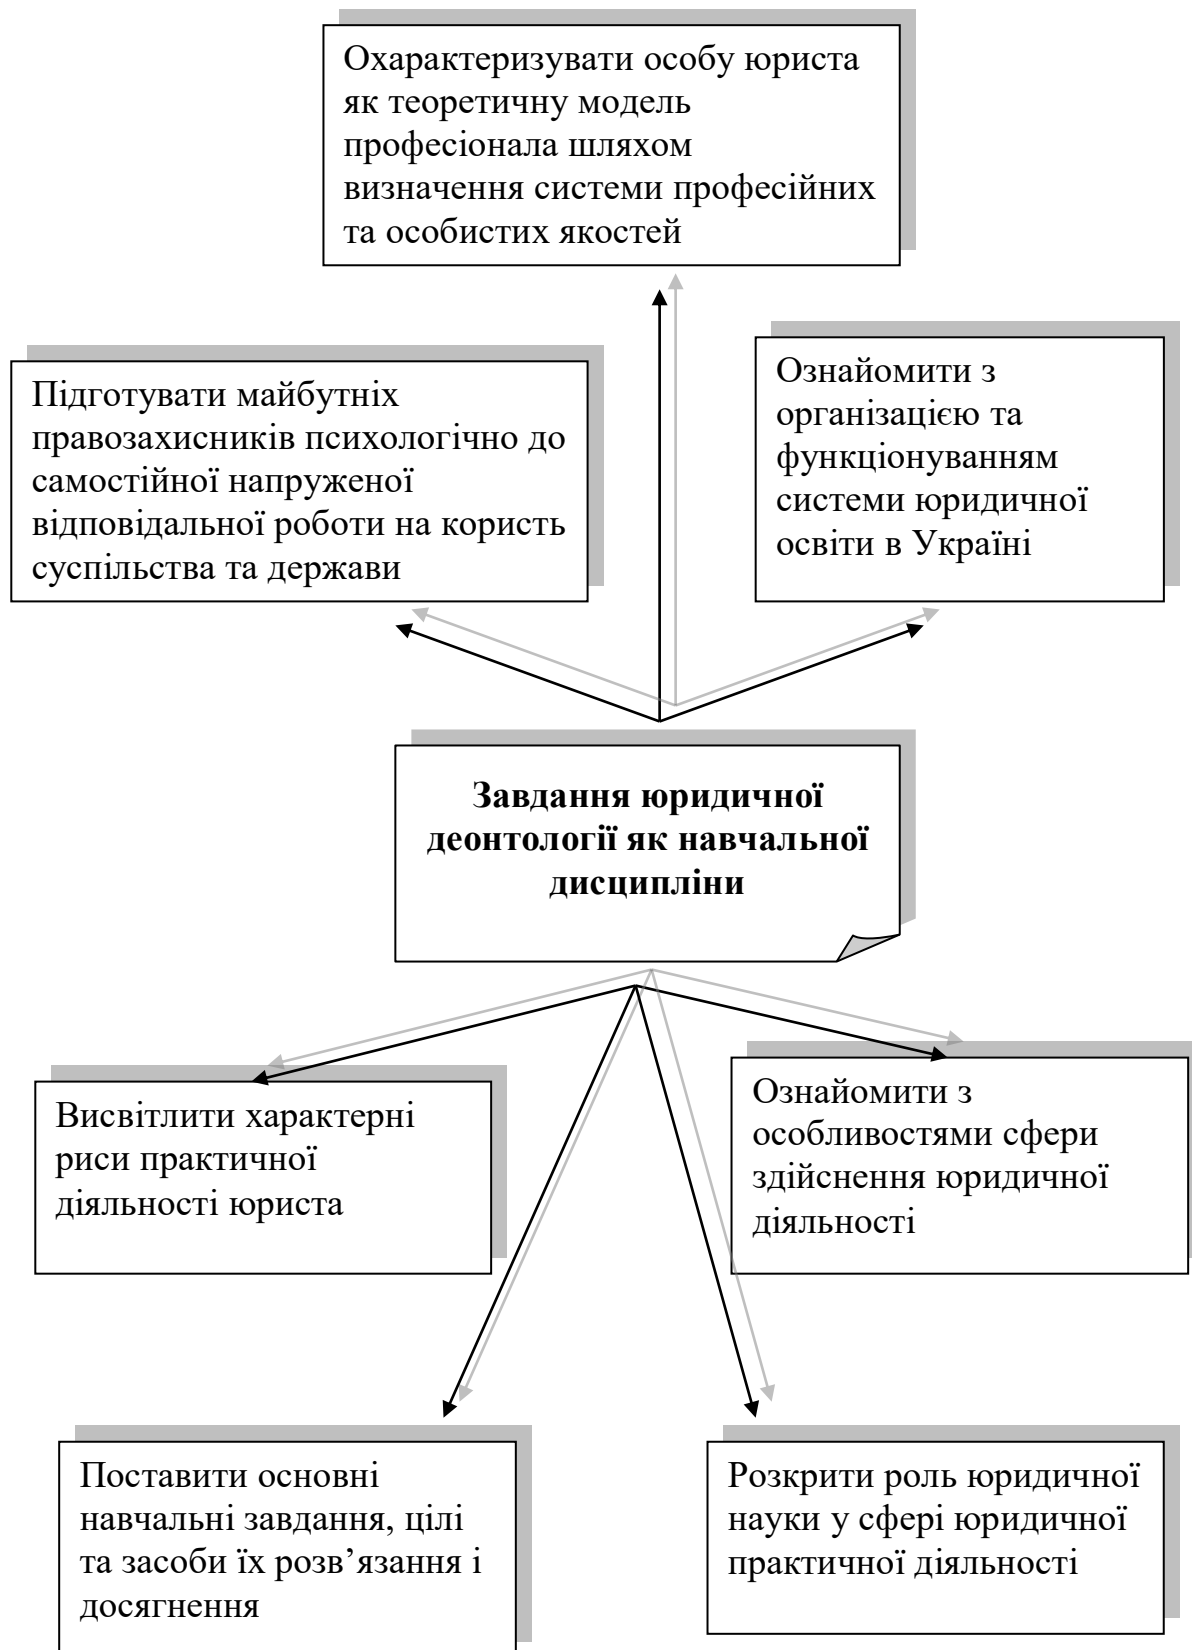 Охарактеризувати особу юриста
як теоретичну модель
професіонала шляхом
визначення системи професійних
та особистих якостей
Підготувати майбутніх
правозахисників психологічно до
самостійної напруженої
відповідальної роботи на користь
суспільства та держави
Ознайомити з
організацією та
функціонуванням
системи юридичної
освіти в Україні
Завдання юридичної
деонтології як навчальної
дисципліни
Висвітлити характерні
риси практичної
діяльності юриста
Ознайомити з
особливостями сфери
здійснення юридичної
діяльності
Поставити основні
навчальні завдання, цілі
та засоби їх розв’язання і
досягнення
Розкрити роль юридичної
науки у сфері юридичної
практичної діяльності